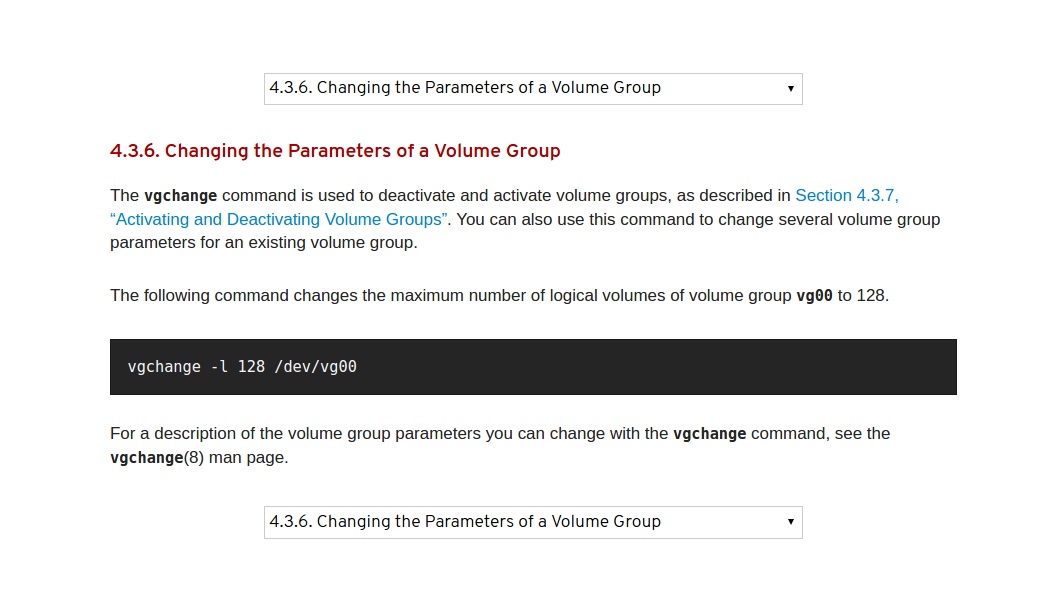 4.3.6. Changing the Parameters of a Volume Group
4.3.6. Changing the Parameters of a Volume Group
The vgchange command is used to deactivate and activate volume groups, as described in Section 4.3.7,
“Activating and Deactivating Volume Groups”. You can also use this command to change several volume group
parameters for an existing volume group.
The following command changes the maximum number of logical volumes of volume group vg00 to 128.
vgchange -l 128 /dev/vg00
For a description of the volume group parameters you can change with the vgchange command, see the
vgchange(8) man page.
4.3.6. Changing the Parameters of a Volume Group